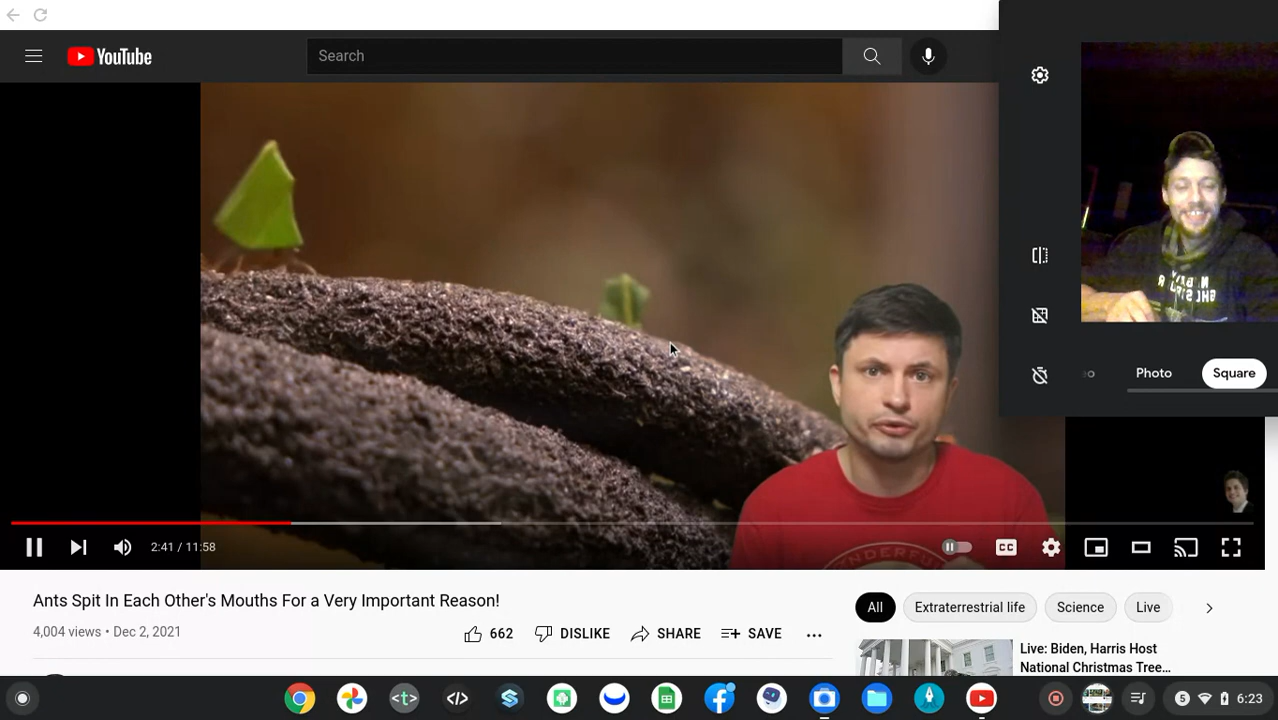 YouTube
Search
Photo
Square
2:41 / 11:58
CC
Ants Spit In Each Other's Mouths For a Very Important Reason!
4,004 views • Dec 2, 2021
662
DISLIKE
SHARE
SAVE
All
Extraterrestrial life
Science
Live
Live: Biden, Harris Host
National Christmas Tree…
<t>
</>
5
6:23